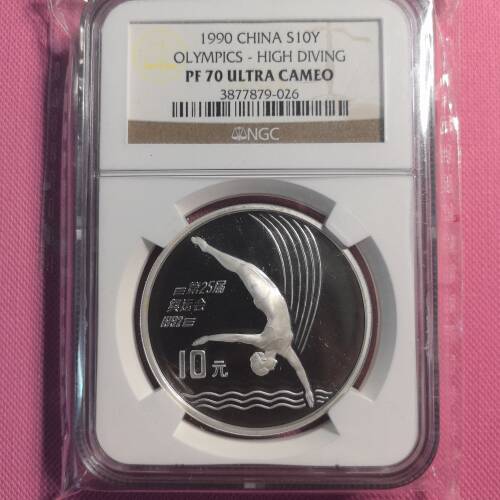 1990 CHINA S10Y
OLYMPICS - HIGH DIVING
PF 70 ULTRA CAMEO
3877879-026
NGC
第25届
奥运会
1992
10元